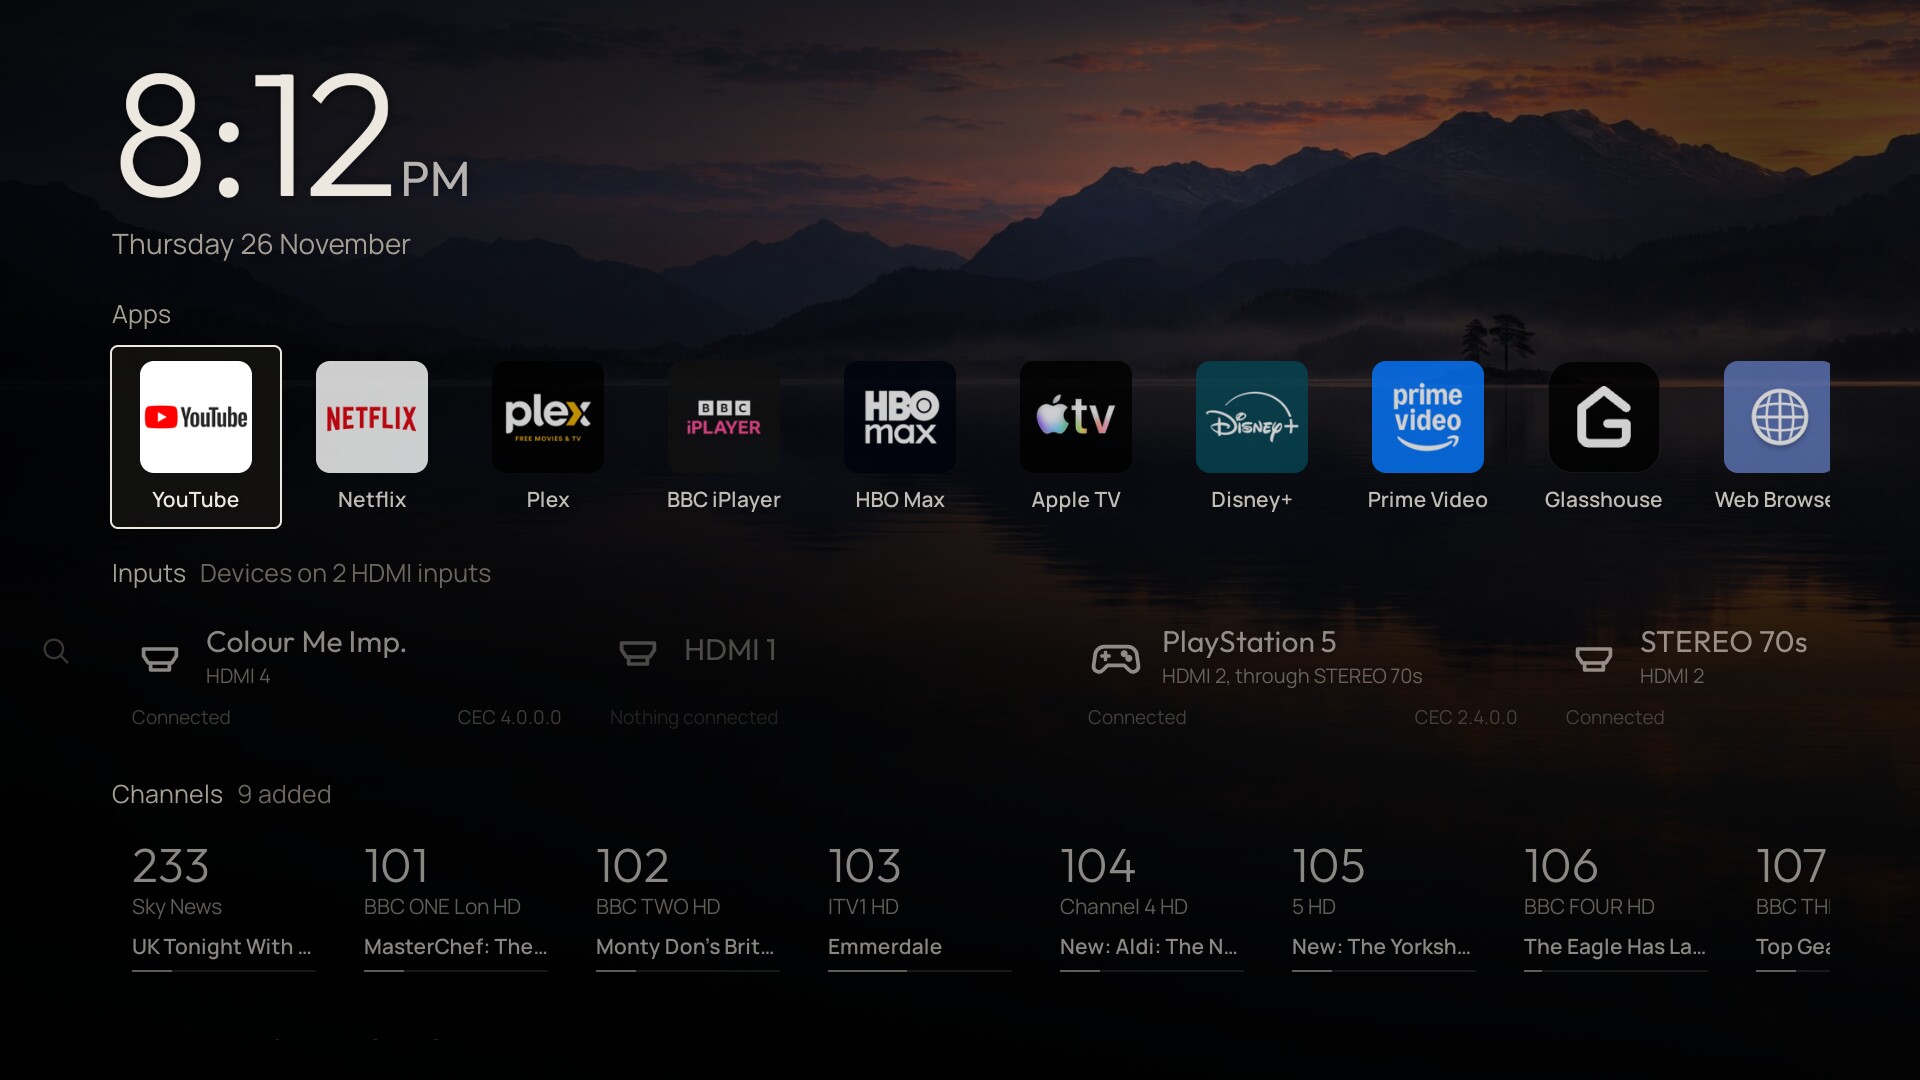 8:12 PM
Thursday 26 November
Apps
YouTube
NETFLIX
plex
FREE MOVIES & TV
BBC
iPLAYER
HBO
max
tv
Disney+
prime
video
YouTube
Netflix
Plex
BBC iPlayer
HBO Max
Apple TV
Disney+
Prime Video
Glasshouse
Web Browse
Inputs Devices on 2 HDMI inputs
Colour Me Imp.
HDMI 4
Connected
CEC 4.0.0.0
HDMI 1
Nothing connected
PlayStation 5
HDMI 2, through STEREO 70s
Connected
CEC 2.4.0.0
STEREO 70s
HDMI 2
Connected
Channels 9 added
233
Sky News
UK Tonight With ...
101
BBC ONE Lon HD
MasterChef: The...
102
BBC TWO HD
Monty Don's Brit...
103
ITV1 HD
Emmerdale
104
Channel 4 HD
New: Aldi: The N...
105
5 HD
New: The Yorksh...
106
BBC FOUR HD
The Eagle Has La...
107
BBC TH
Top Gea